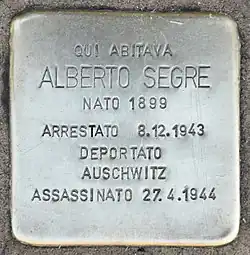 QUI ABITAVA
ALBERTO SEGRE
NATO 1899
ARRESTATO 8.12.1943
DEPORTATO
AUSCHWITZ
ASSASSINATO 27.4.1944